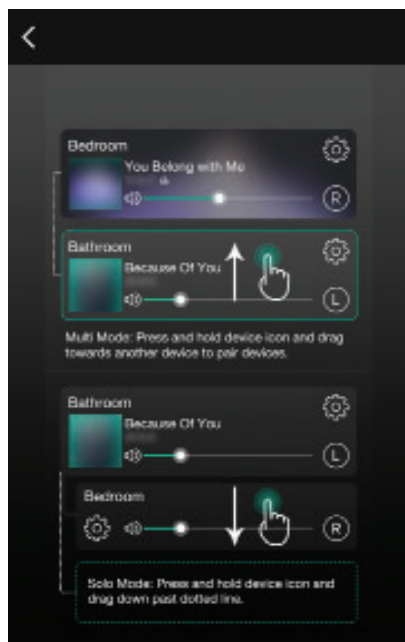 Bedroom
You Belong with Me
R
Bathroom
Because Of You
L
Multi Mode: Press and hold device icon and drag
towards another device to pair devices.
Bathroom
Because Of You
L
Bedroom
R
Solo Mode: Press and hold device icon and
drag down past dotted line.